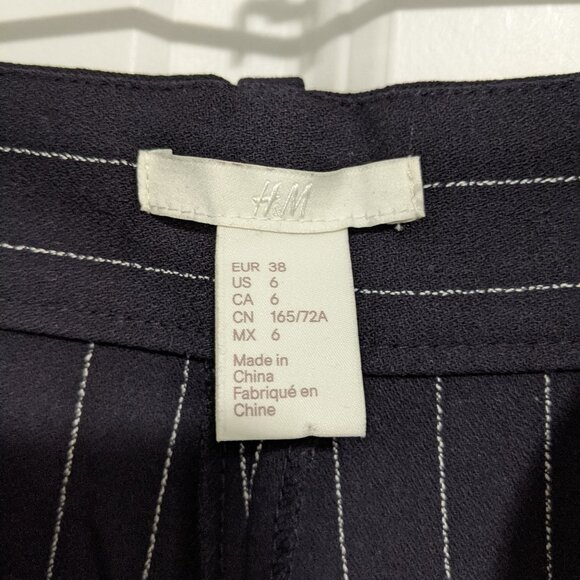 H&M
EUR 38
US 6
CA 6
CN 165/72A
MX 6
Made in
China
Fabriqué en
Chine